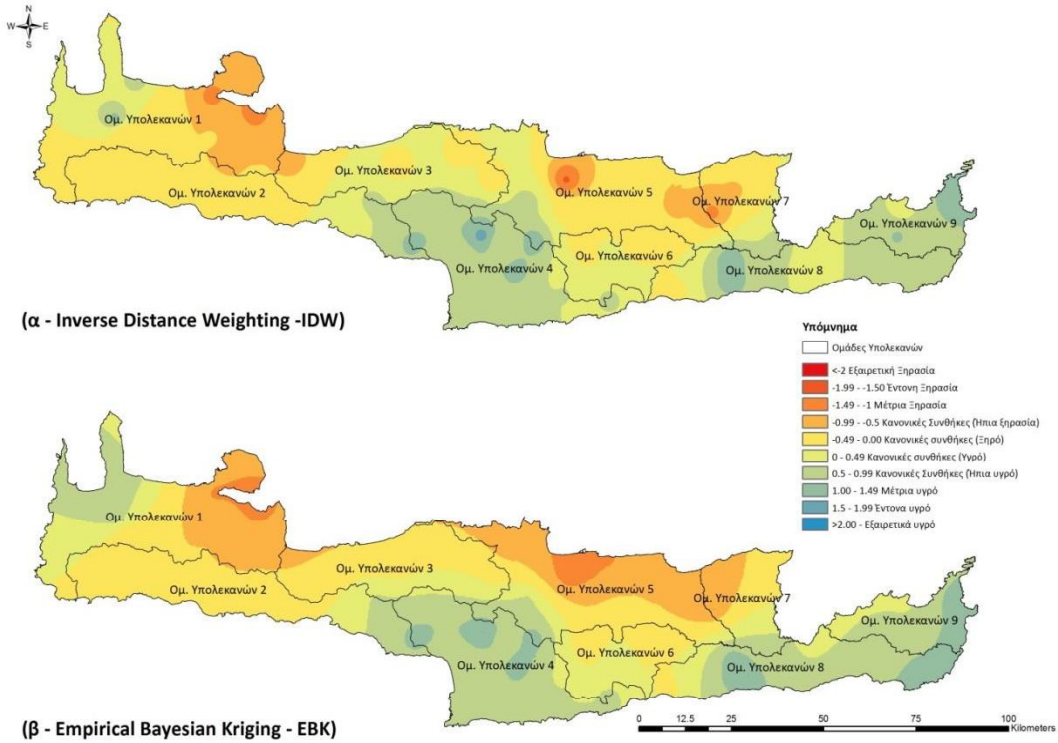 N
W E
S
Ομ. Υπολεκανών 1
Ομ. Υπολεκανών 2
Ομ. Υπολεκανών 3
Ομ. Υπολεκανών 4
Ομ. Υπολεκανών 5
Ομ. Υπολεκανών 6
Ομ. Υπολεκανών 7
Ομ. Υπολεκανών 8
Ομ. Υπολεκανών 9
(α - Inverse Distance Weighting -IDW)
Υπόμνημα
Ομάδες Υπολεκανών
<-2 Εξαιρετική Ξηρασία
-1.99 - -1.50 Έντονη Ξηρασία
-1.49 - -1 Μέτρια Ξηρασία
-0.99 - -0.5 Κανονικές Συνθήκες (Ήπια ξηρασία)
-0.49 - 0.00 Κανονικές συνθήκες (Ξηρό)
0 - 0.49 Κανονικές συνθήκες (Υγρό)
0.5 - 0.99 Κανονικές Συνθήκες (Ήπια υγρό)
1.00 - 1.49 Μέτρια υγρό
1.5 - 1.99 Έντονα υγρό
>2.00 - Εξαιρετικά υγρό
Ομ. Υπολεκανών 1
Ομ. Υπολεκανών 2
Ομ. Υπολεκανών 3
Ομ. Υπολεκανών 4
Ομ. Υπολεκανών 5
Ομ. Υπολεκανών 6
Ομ. Υπολεκανών 7
Ομ. Υπολεκανών 8
Ομ. Υπολεκανών 9
(β - Empirical Bayesian Kriging - EBK)
0 12.5 25 50 75 100
Kilometers